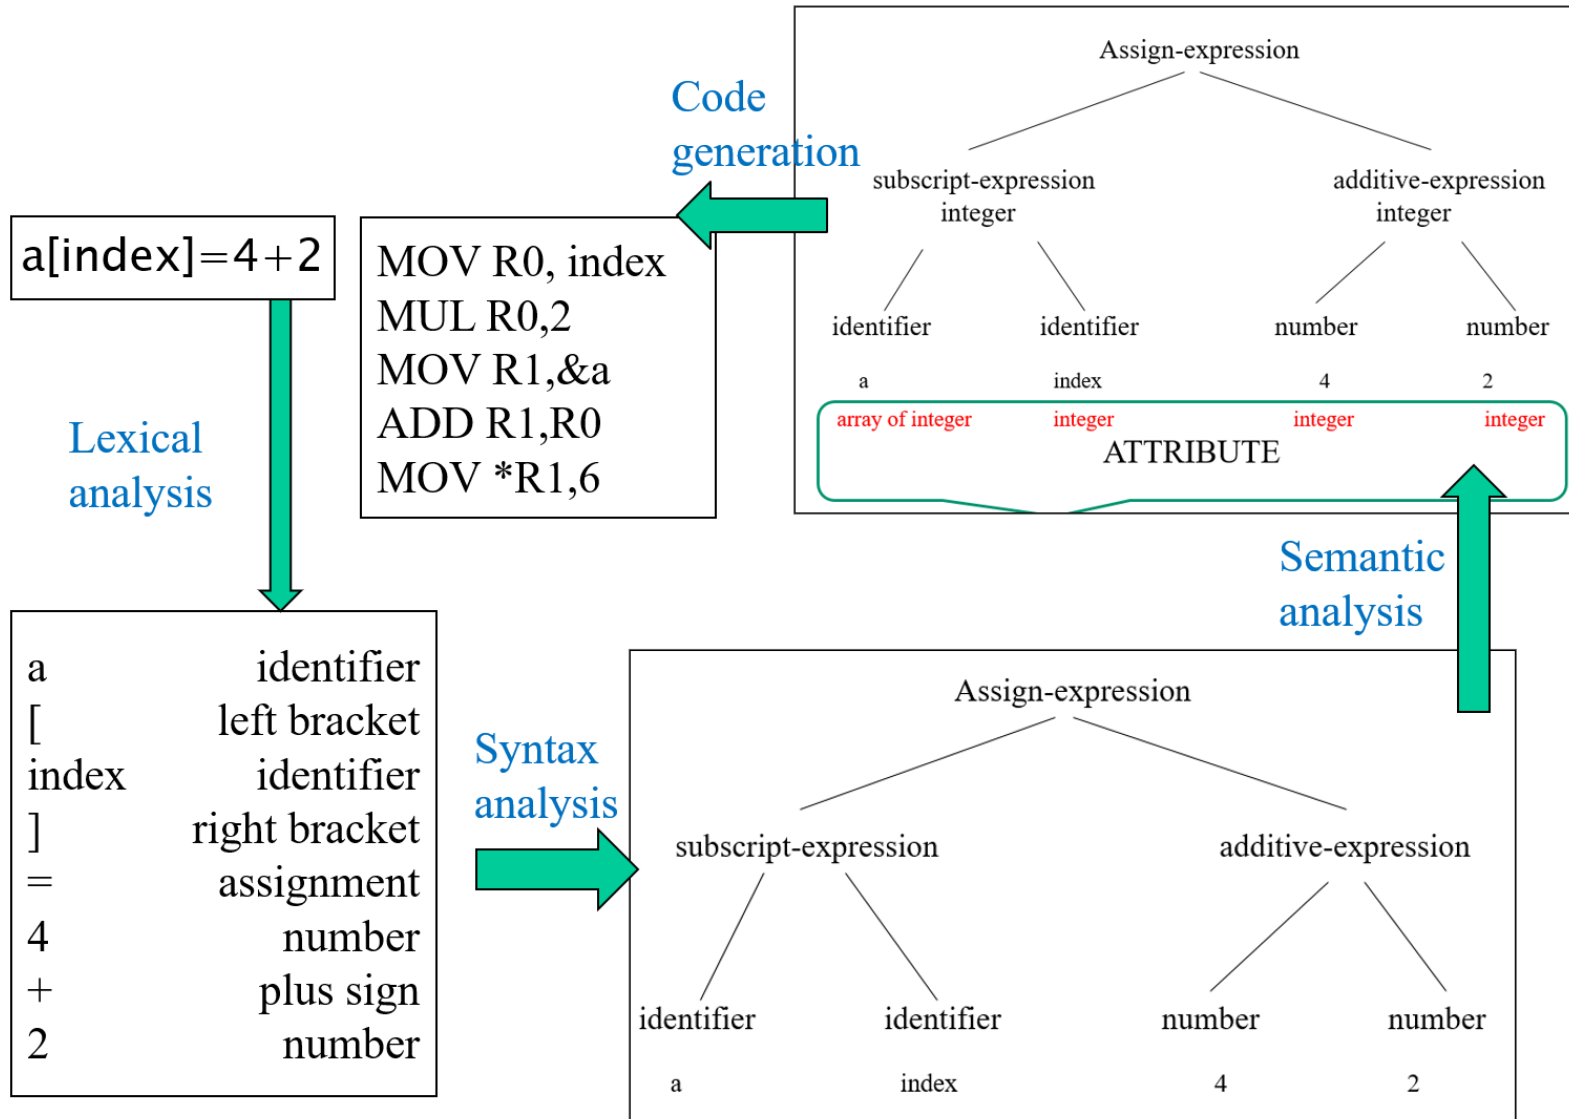 a[index]=4+2
Lexical
analysis
a identifier
[ left bracket
index identifier
] right bracket
= assignment
4 number
+ plus sign
2 number
Syntax
analysis
Assign-expression
subscript-expression additive-expression
identifier identifier number number
a index 4 2
Semantic
analysis
Assign-expression
subscript-expression additive-expression
integer integer
identifier identifier number number
a index 4 2
array of integer integer integer integer
ATTRIBUTE
Code
generation
MOV R0, index
MUL R0,2
MOV R1,&a
ADD R1,R0
MOV *R1,6